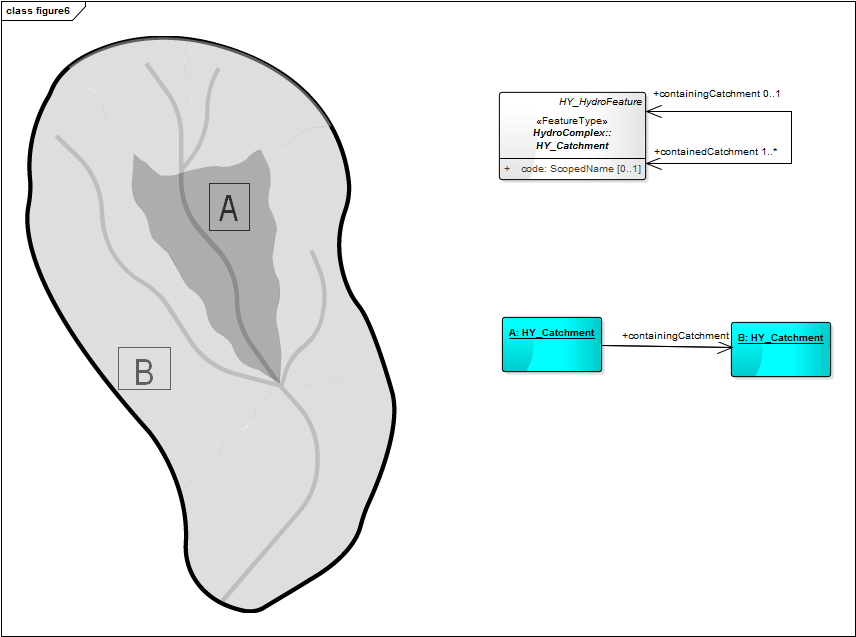 class figure6
A
B
HY_HydroFeature
«FeatureType»
HydroComplex::
HY_Catchment
+ code: ScopedName [0..1]
+containingCatchment 0..1
+containedCatchment 1..*
A: HY_Catchment
+containingCatchment
B: HY_Catchment